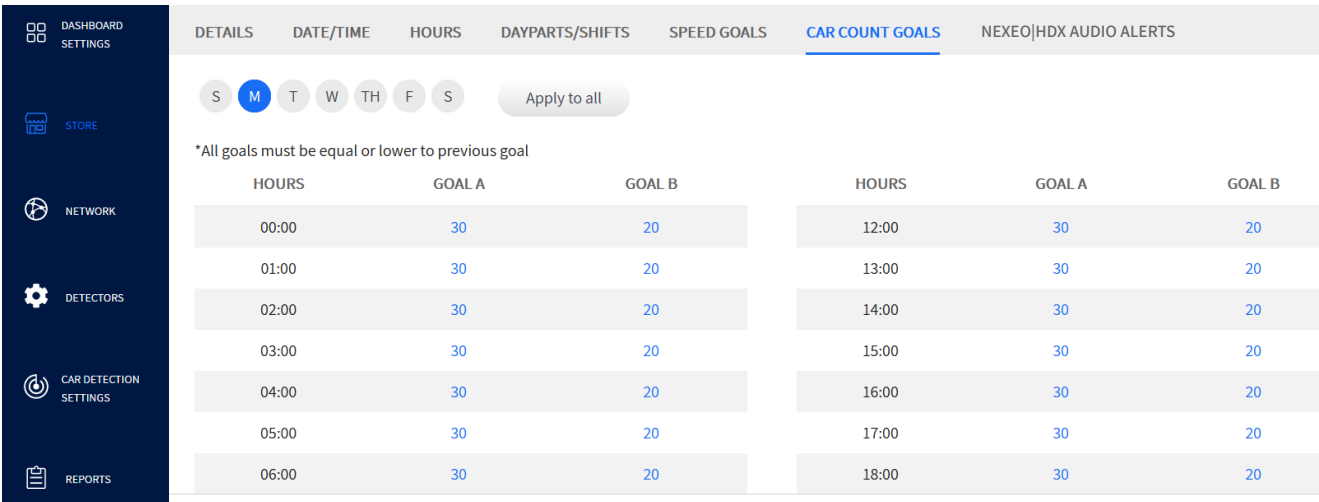 DASHBOARD
SETTINGS
STORE
NETWORK
DETECTORS
CAR DETECTION
SETTINGS
REPORTS
DETAILS DATE/TIME HOURS DAYPARTS/SHIFTS SPEED GOALS CAR COUNT GOALS NEXEO|HDX AUDIO ALERTS
S M T W TH F S Apply to all
*All goals must be equal or lower to previous goal
HOURS GOAL A GOAL B HOURS GOAL A GOAL B
00:00 30 20 12:00 30 20
01:00 30 20 13:00 30 20
02:00 30 20 14:00 30 20
03:00 30 20 15:00 30 20
04:00 30 20 16:00 30 20
05:00 30 20 17:00 30 20
06:00 30 20 18:00 30 20